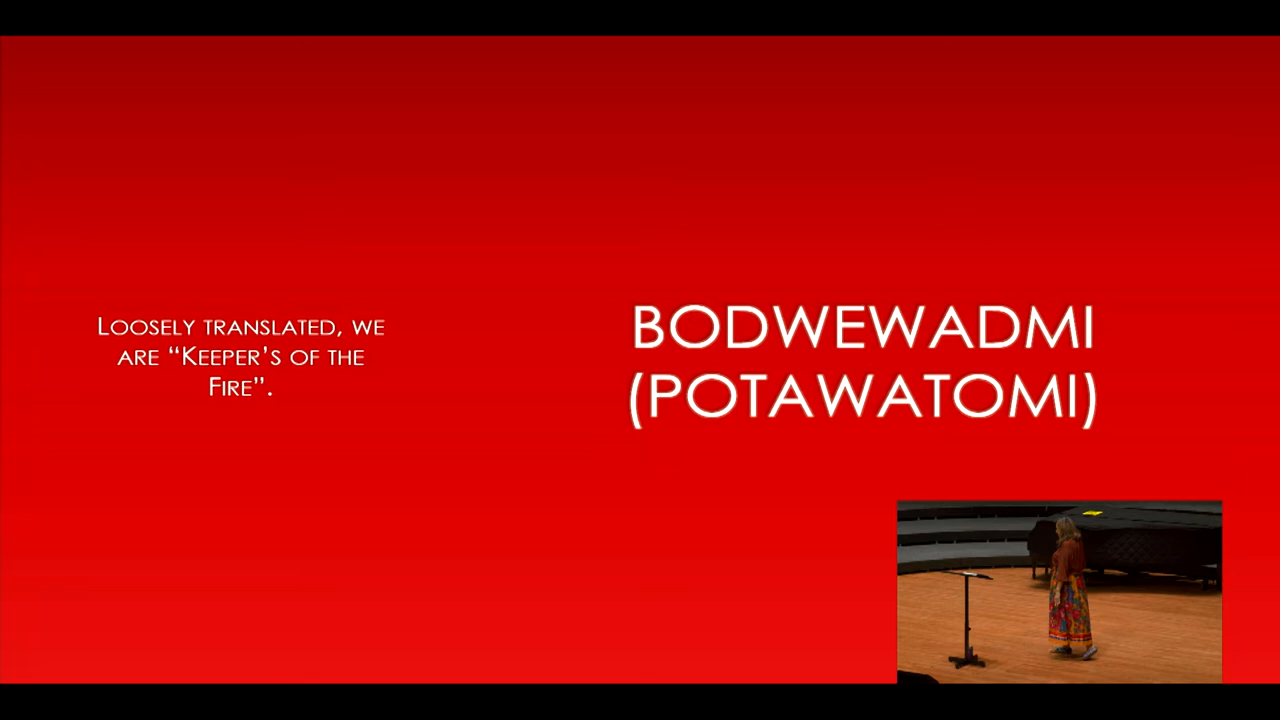 Loosely translated, we
are “Keeper’s of the
Fire”.
BODWEWADMI
(POTAWATOMI)